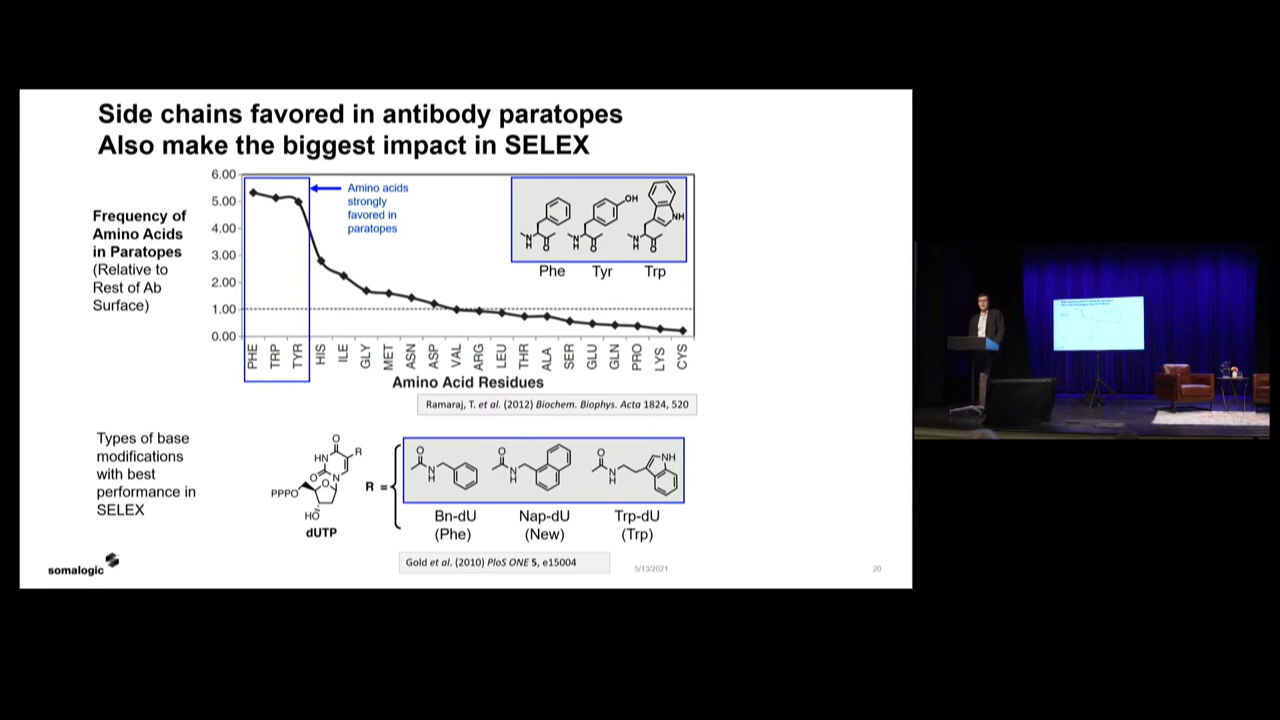 Side chains favored in antibody paratopes
Also make the biggest impact in SELEX
Frequency of
Amino Acids
in Paratopes
(Relative to
Rest of Ab
Surface)
6.00
5.00
4.00
3.00
2.00
1.00
0.00
Amino acids
strongly
favored in
paratopes
N
H
O
N
H
O
OH
N
H
O
NH
Phe Tyr Trp
PHE TRP TYR HIS ILE GLY MET ASN ASP VAL ARG LEU THR ALA SER GLU GLN PRO LYS CYS
Amino Acid Residues
Ramaraj, T. et al. (2012) Biochem. Biophys. Acta 1824, 520
Types of base
modifications
with best
performance in
SELEX
O
HN
R
O
N
O
PPPO
HO
dUTP
R =
O
N
H
O
N
H
O
N
H
NH
Bn-dU Nap-dU Trp-dU
(Phe) (New) (Trp)
Gold et al. (2010) PloS ONE 5, e15004
somalogic
5/13/2021
20